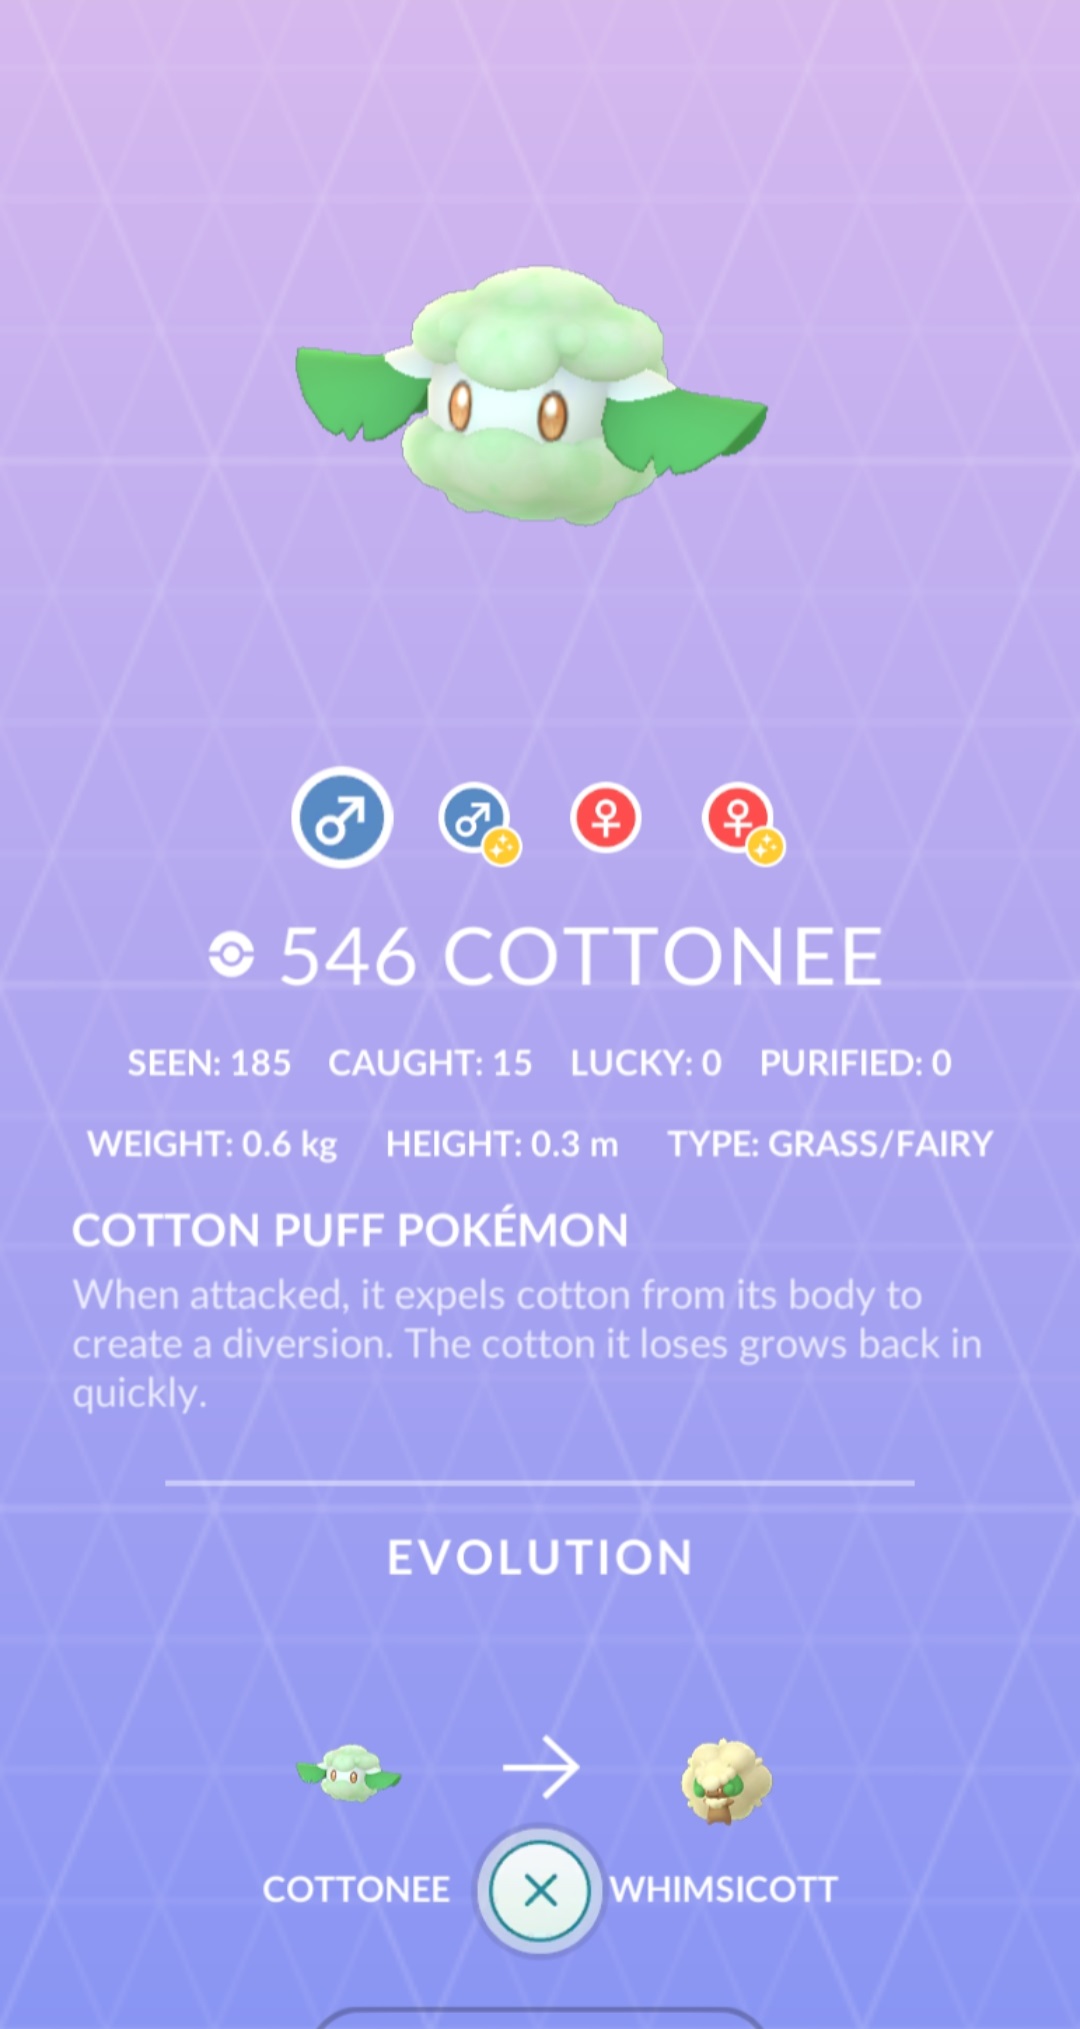 546 COTTONEE
SEEN: 185 CAUGHT: 15 LUCKY: 0 PURIFIED: 0
WEIGHT: 0.6 kg HEIGHT: 0.3 m TYPE: GRASS/FAIRY
COTTON PUFF POKÉMON
When attacked, it expels cotton from its body to
create a diversion. The cotton it loses grows back in
quickly.
EVOLUTION
COTTONEE WHIMSICOTT